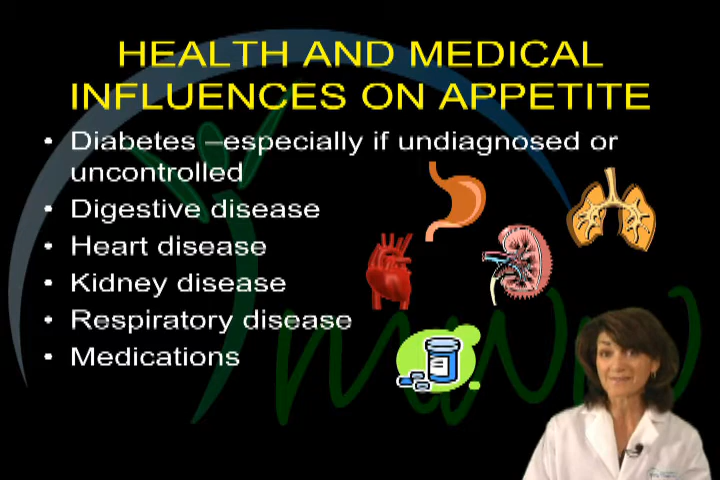 HEALTH AND MEDICAL
INFLUENCES ON APPETITE
• Diabetes –especially if undiagnosed or
uncontrolled
• Digestive disease
• Heart disease
• Kidney disease
• Respiratory disease
• Medications